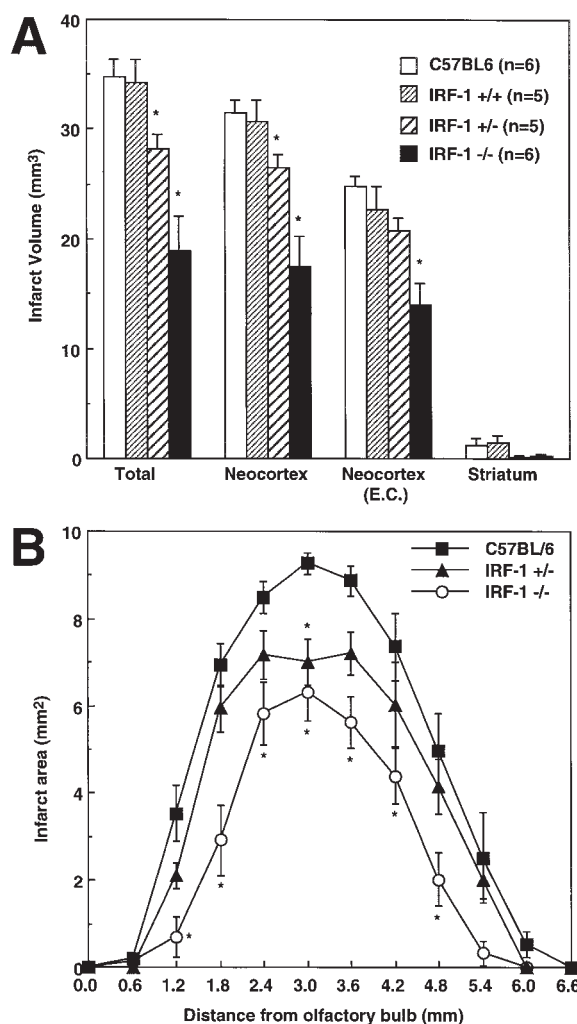 A
40
30
20
10
0
Infarct Volume (mm3)
C57BL6 (n=6)
IRF-1 +/+ (n=5)
IRF-1 +/- (n=5)
IRF-1 -/- (n=6)
*
*
*
*
*
Total
Neocortex
Neocortex
(E.C.)
Striatum
B
10
8
6
4
2
0
Infarct area (mm2)
C57BL/6
IRF-1 +/-
IRF-1 -/-
*
*
*
*
*
*
*
*
0.0 0.6 1.2 1.8 2.4 3.0 3.6 4.2 4.8 5.4 6.0 6.6
Distance from olfactory bulb (mm)